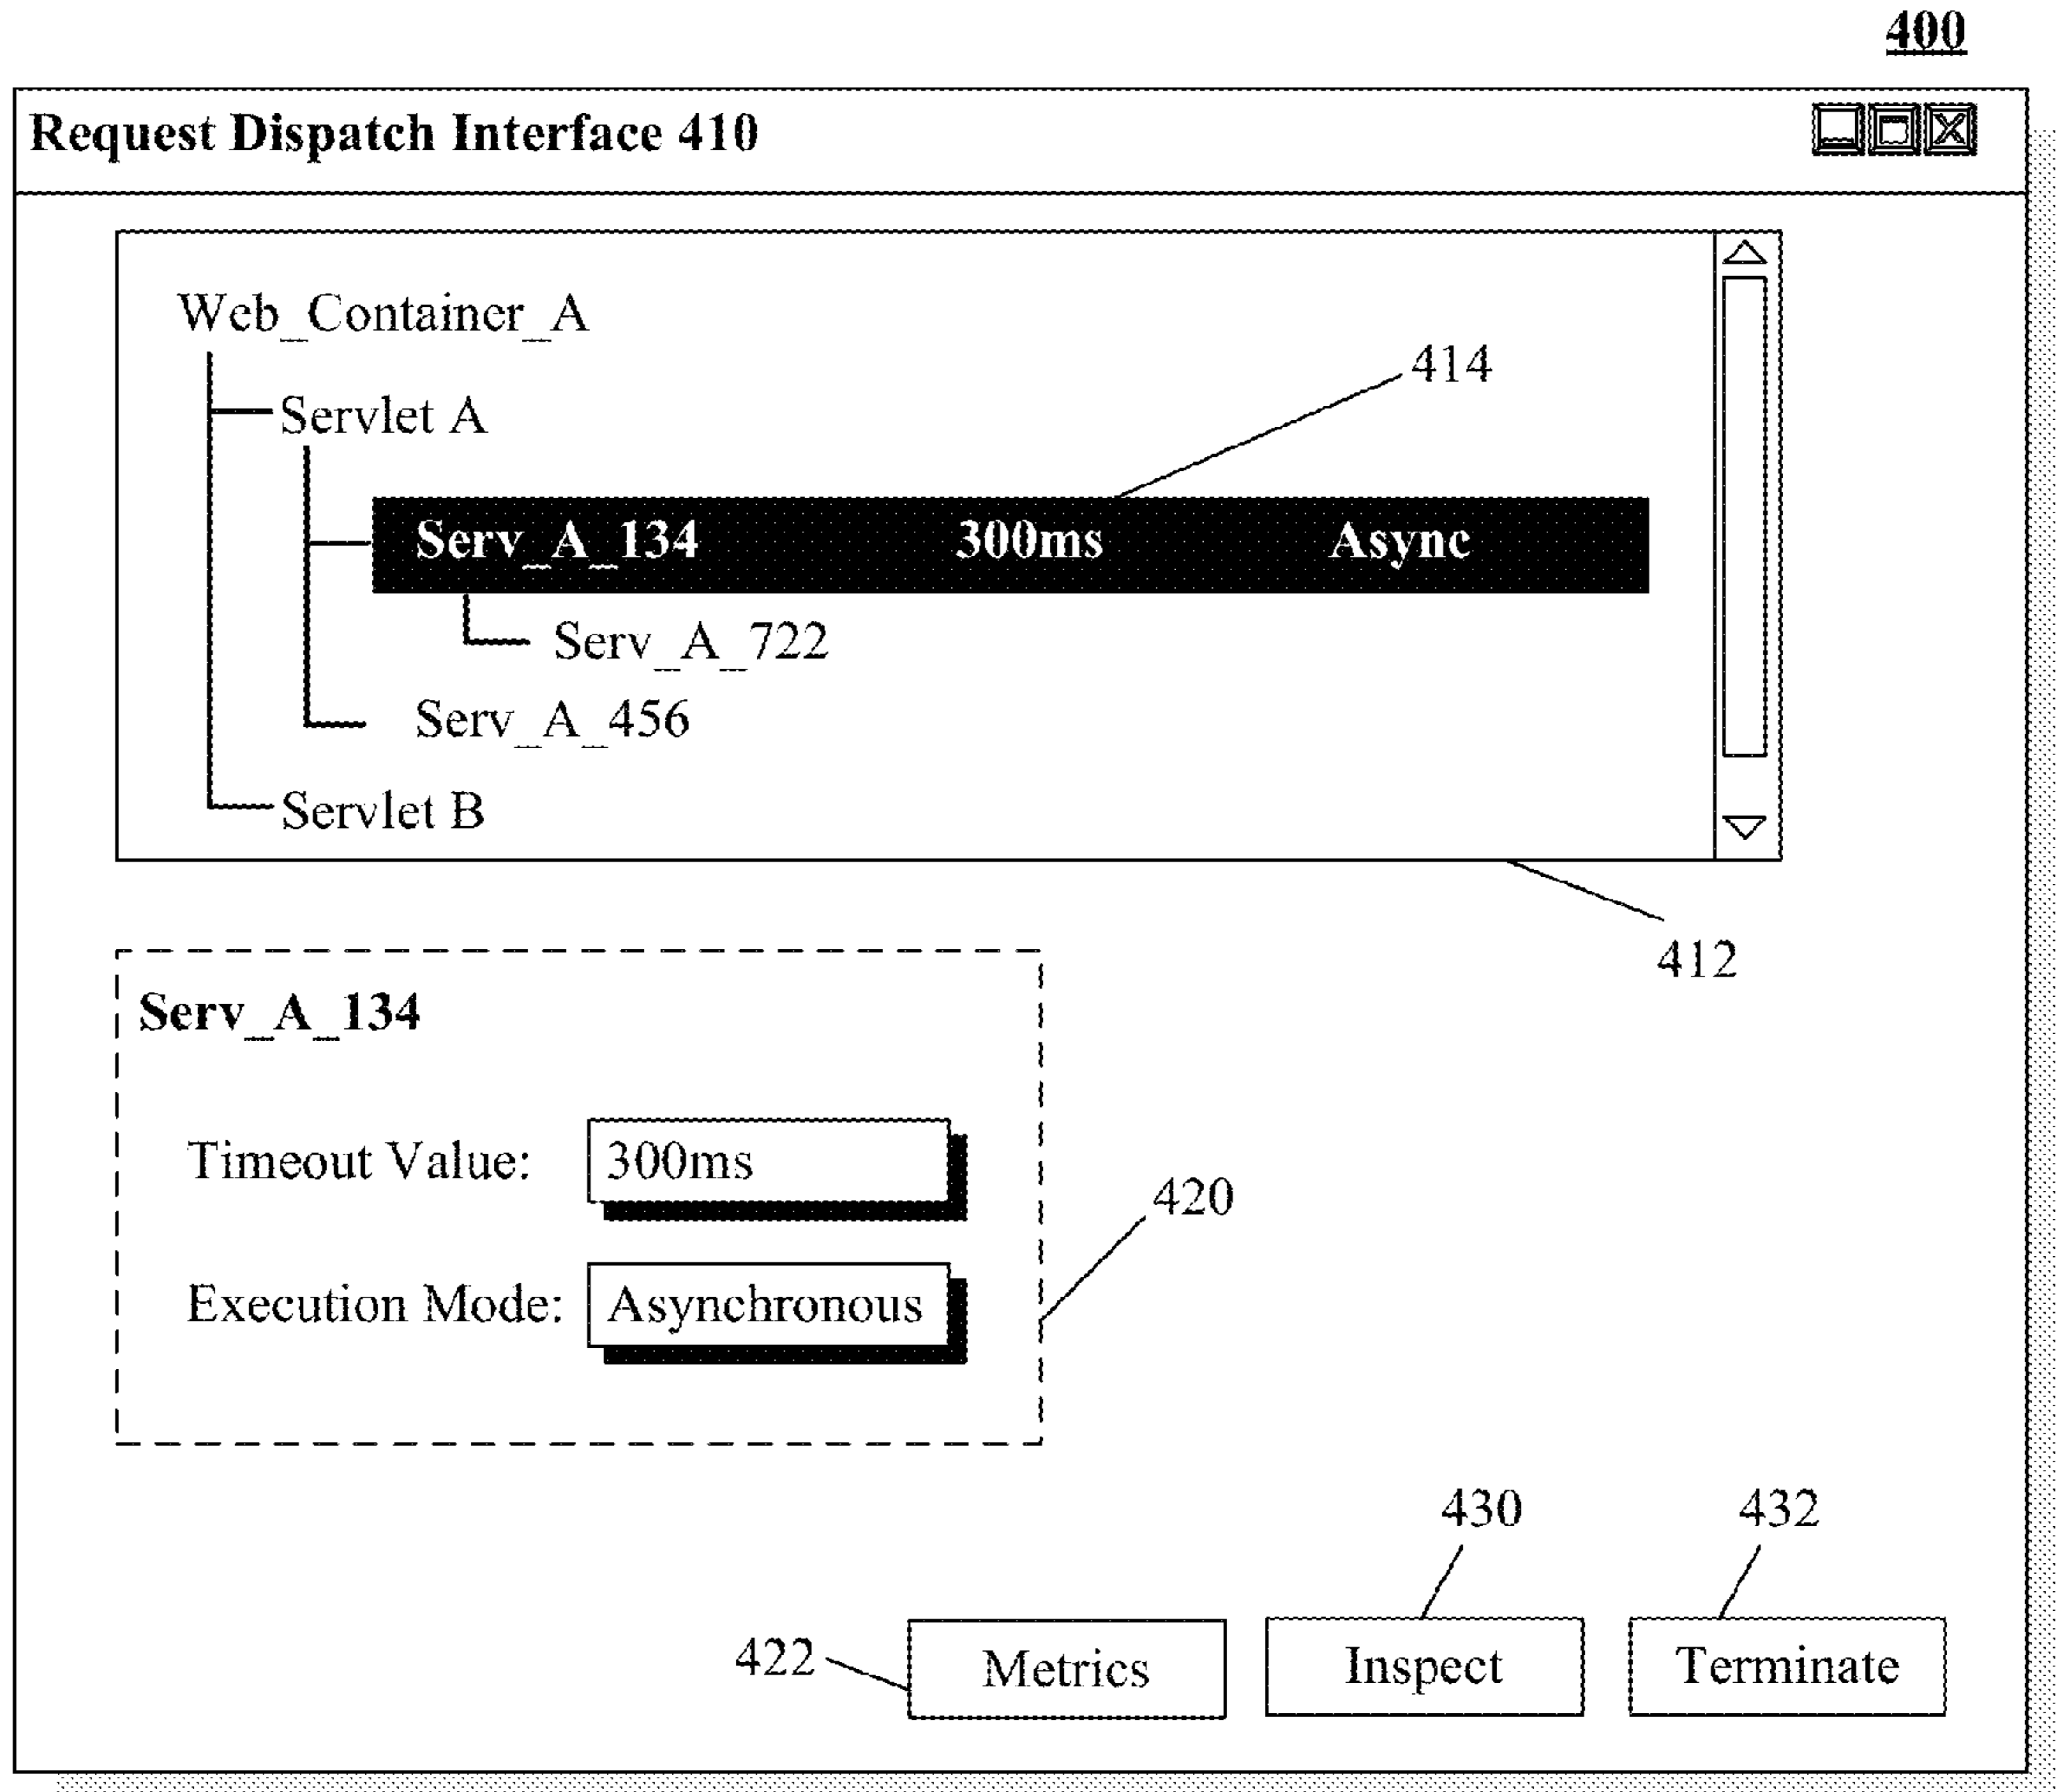 400
Request Dispatch Interface 410
Web_Container_A
414
Servlet A
Serv_A_134 300ms Async
Serv_A_722
Serv_A_456
Servlet B
412
Serv_A_134
Timeout Value: 300ms
420
Execution Mode: Asynchronous
430 432
422 Metrics Inspect Terminate